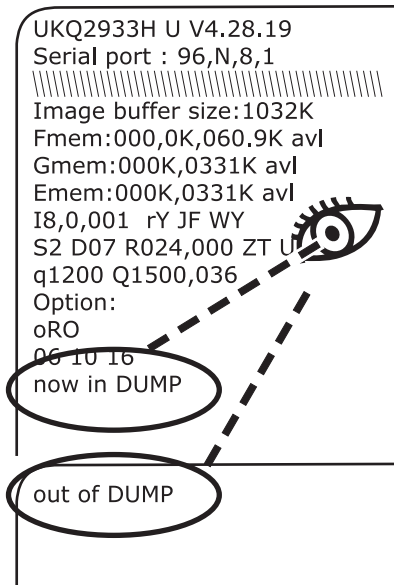 UKQ2933H U V4.28.19
Serial port : 96,N,8,1
\\\\\\\\\\\\\\\\\\\\\\\\\\\\\\\\\\\\\\\\\\\\\\\\
Image buffer size:1032K
Fmem:000,0K,060.9K avl
Gmem:000K,0331K avl
Emem:000K,0331K avl
I8,0,001 rY JF WY
S2 D07 R024,000 ZT U
q1200 Q1500,036
Option:
oRO
06 10 16
now in DUMP
out of DUMP